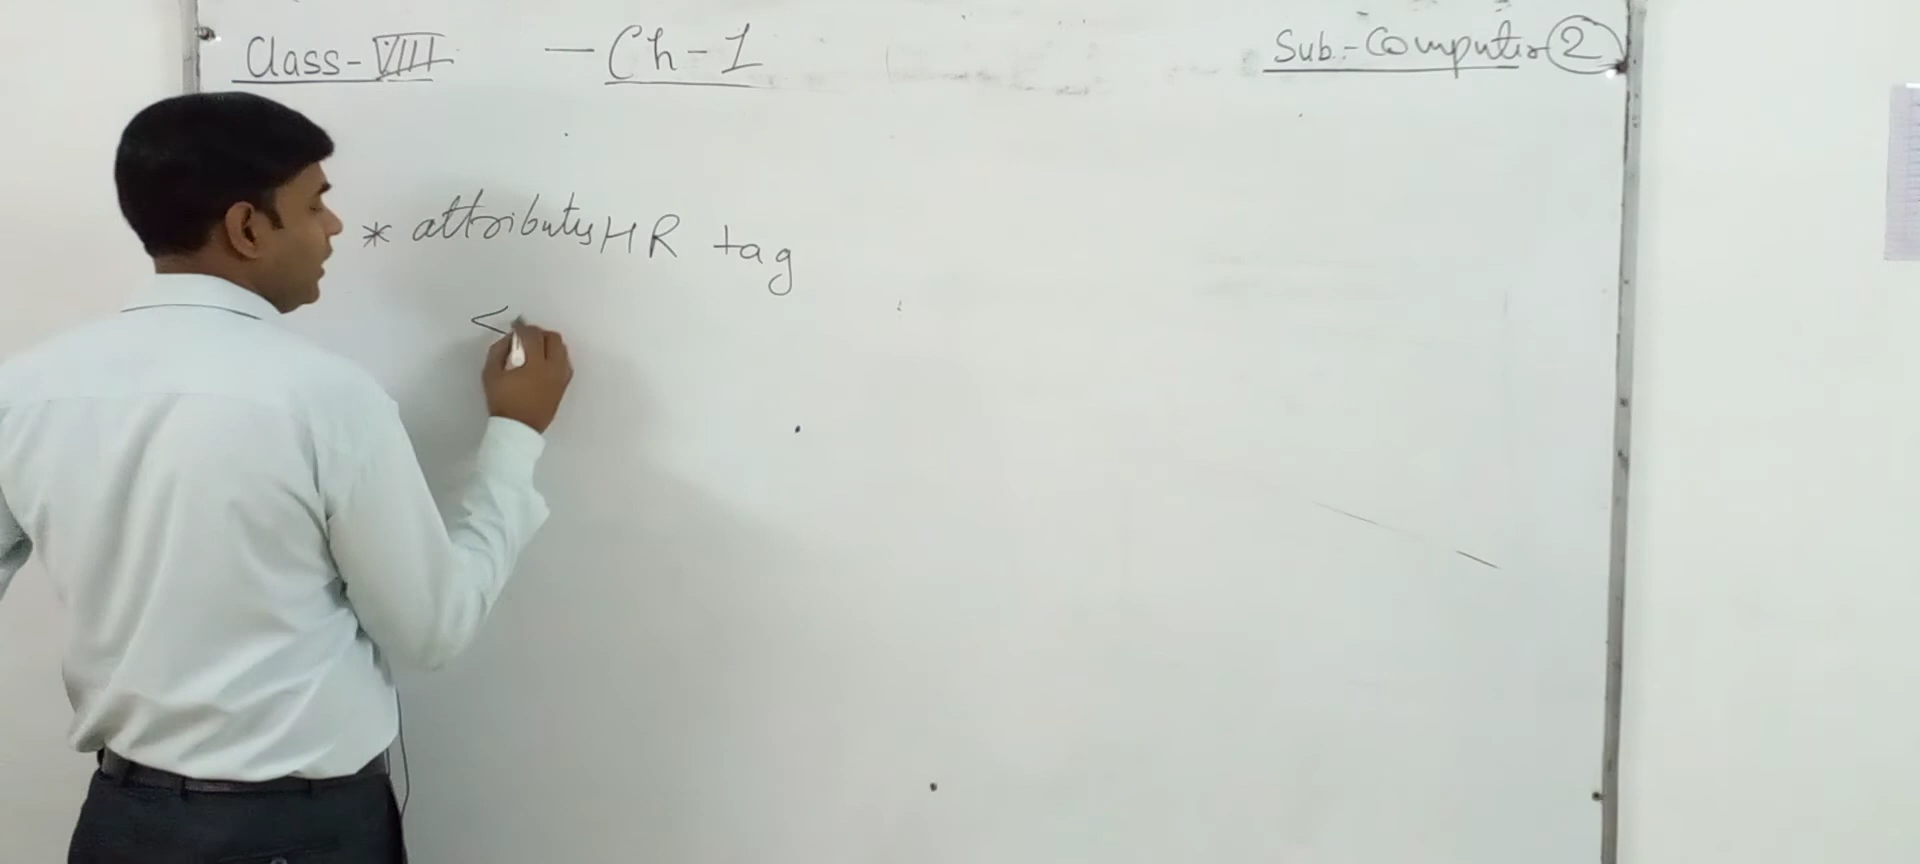 Class-VIII - Ch-1 Sub.- Computer 2
* attributes HR tag
<